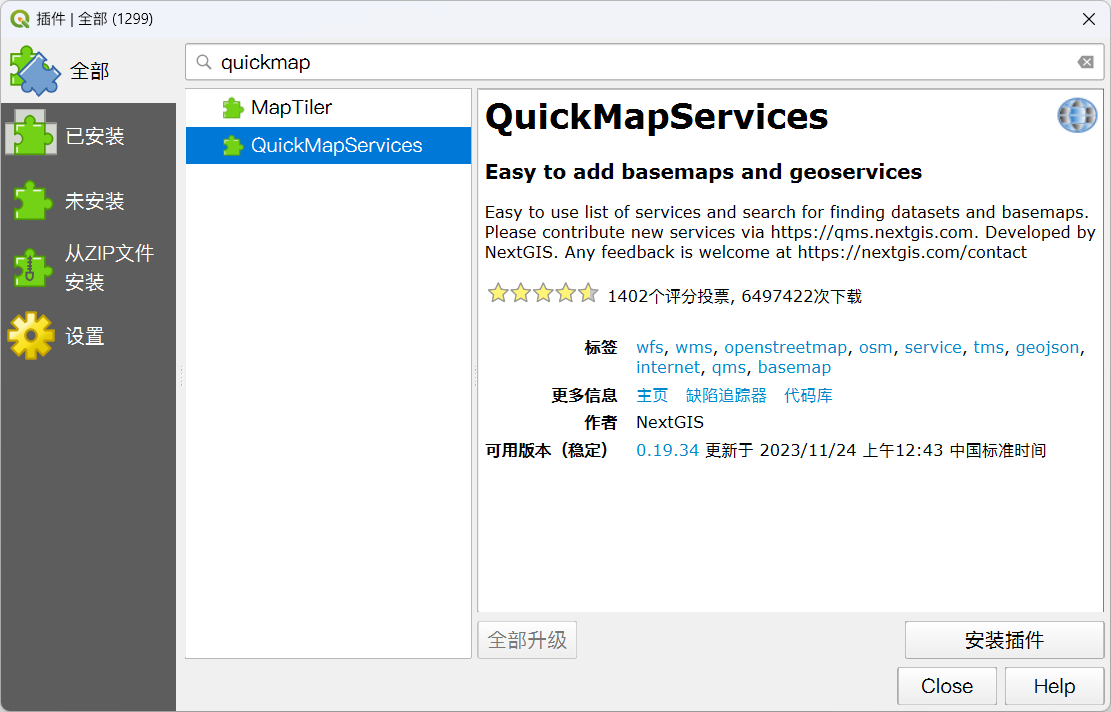 插件 | 全部 (1299)
全部
已安装
未安装
从ZIP文件
安装
设置
quickmap
MapTiler
QuickMapServices
QuickMapServices
Easy to add basemaps and geoservices
Easy to use list of services and search for finding datasets and basemaps.
Please contribute new services via https://qms.nextgis.com. Developed by
NextGIS. Any feedback is welcome at https://nextgis.com/contact
1402个评分投票, 6497422次下载
标签 wfs, wms, openstreetmap, osm, service, tms, geojson,
internet, qms, basemap
更多信息 主页 缺陷追踪器 代码库
作者 NextGIS
可用版本（稳定） 0.19.34 更新于 2023/11/24 上午12:43 中国标准时间
全部升级
安装插件
Close
Help